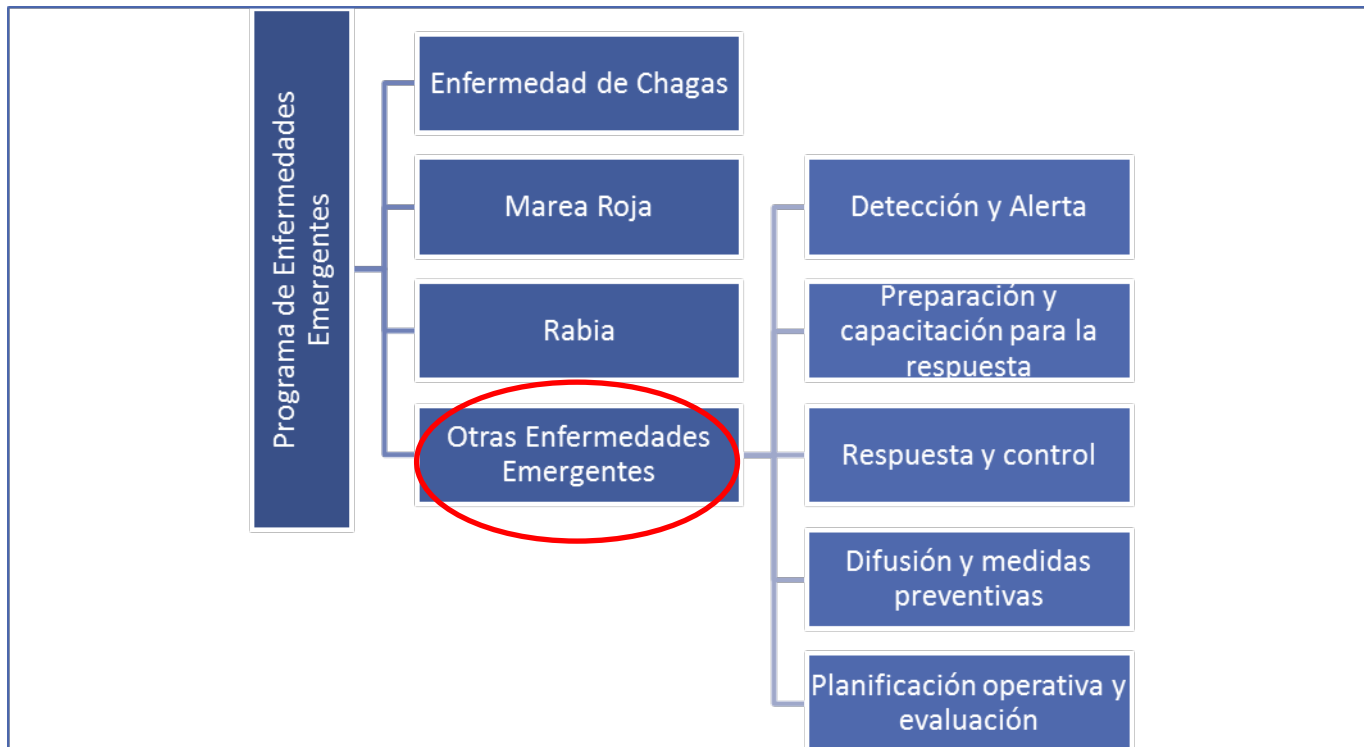 Programa de Enfermedades
Emergentes
Enfermedad de Chagas
Marea Roja
Rabia
Otras Enfermedades
Emergentes
Detección y Alerta
Preparación y
capacitación para la
respuesta
Respuesta y control
Difusión y medidas
preventivas
Planificación operativa y
evaluación